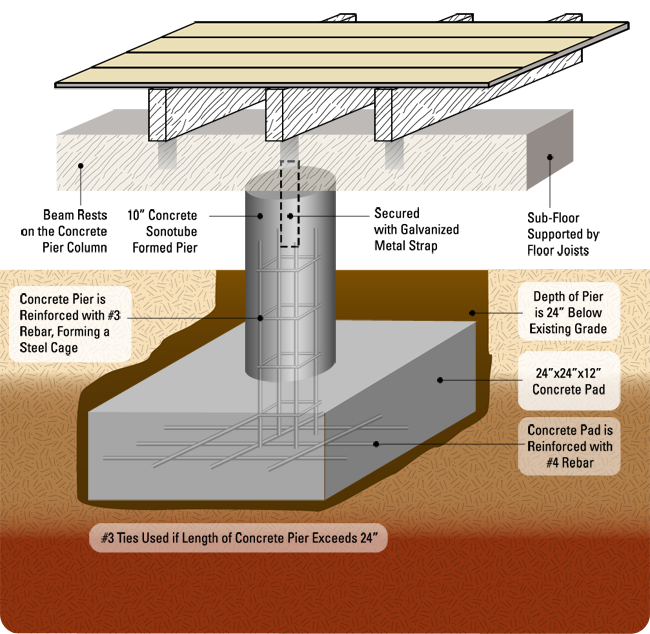 Beam Rests
on the Concrete
Pier Column
10" Concrete
Sonotube
Formed Pier
Secured
with Galvanized
Metal Strap
Sub-Floor
Supported by
Floor Joists
Concrete Pier is
Reinforced with #3
Rebar, Forming a
Steel Cage
Depth of Pier
is 24" Below
Existing Grade
24"x24"x12"
Concrete Pad
Concrete Pad is
Reinforced with
#4 Rebar
#3 Ties Used if Length of Concrete Pier Exceeds 24"